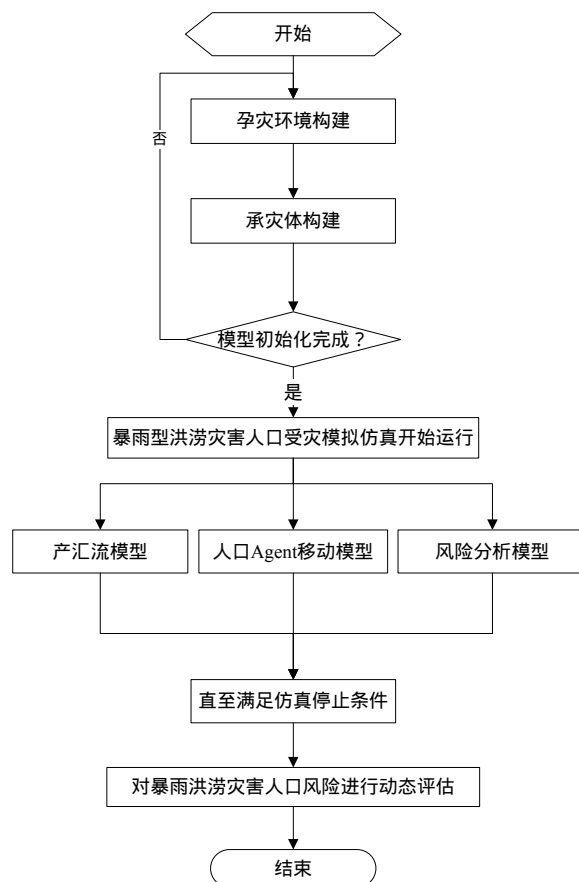 开始
孕灾环境构建
否
承灾体构建
模型初始化完成？
是
暴雨型洪涝灾害人口受灾模拟仿真开始运行
产汇流模型
人口Agent移动模型
风险分析模型
直至满足仿真停止条件
对暴雨洪涝灾害人口风险进行动态评估
结束